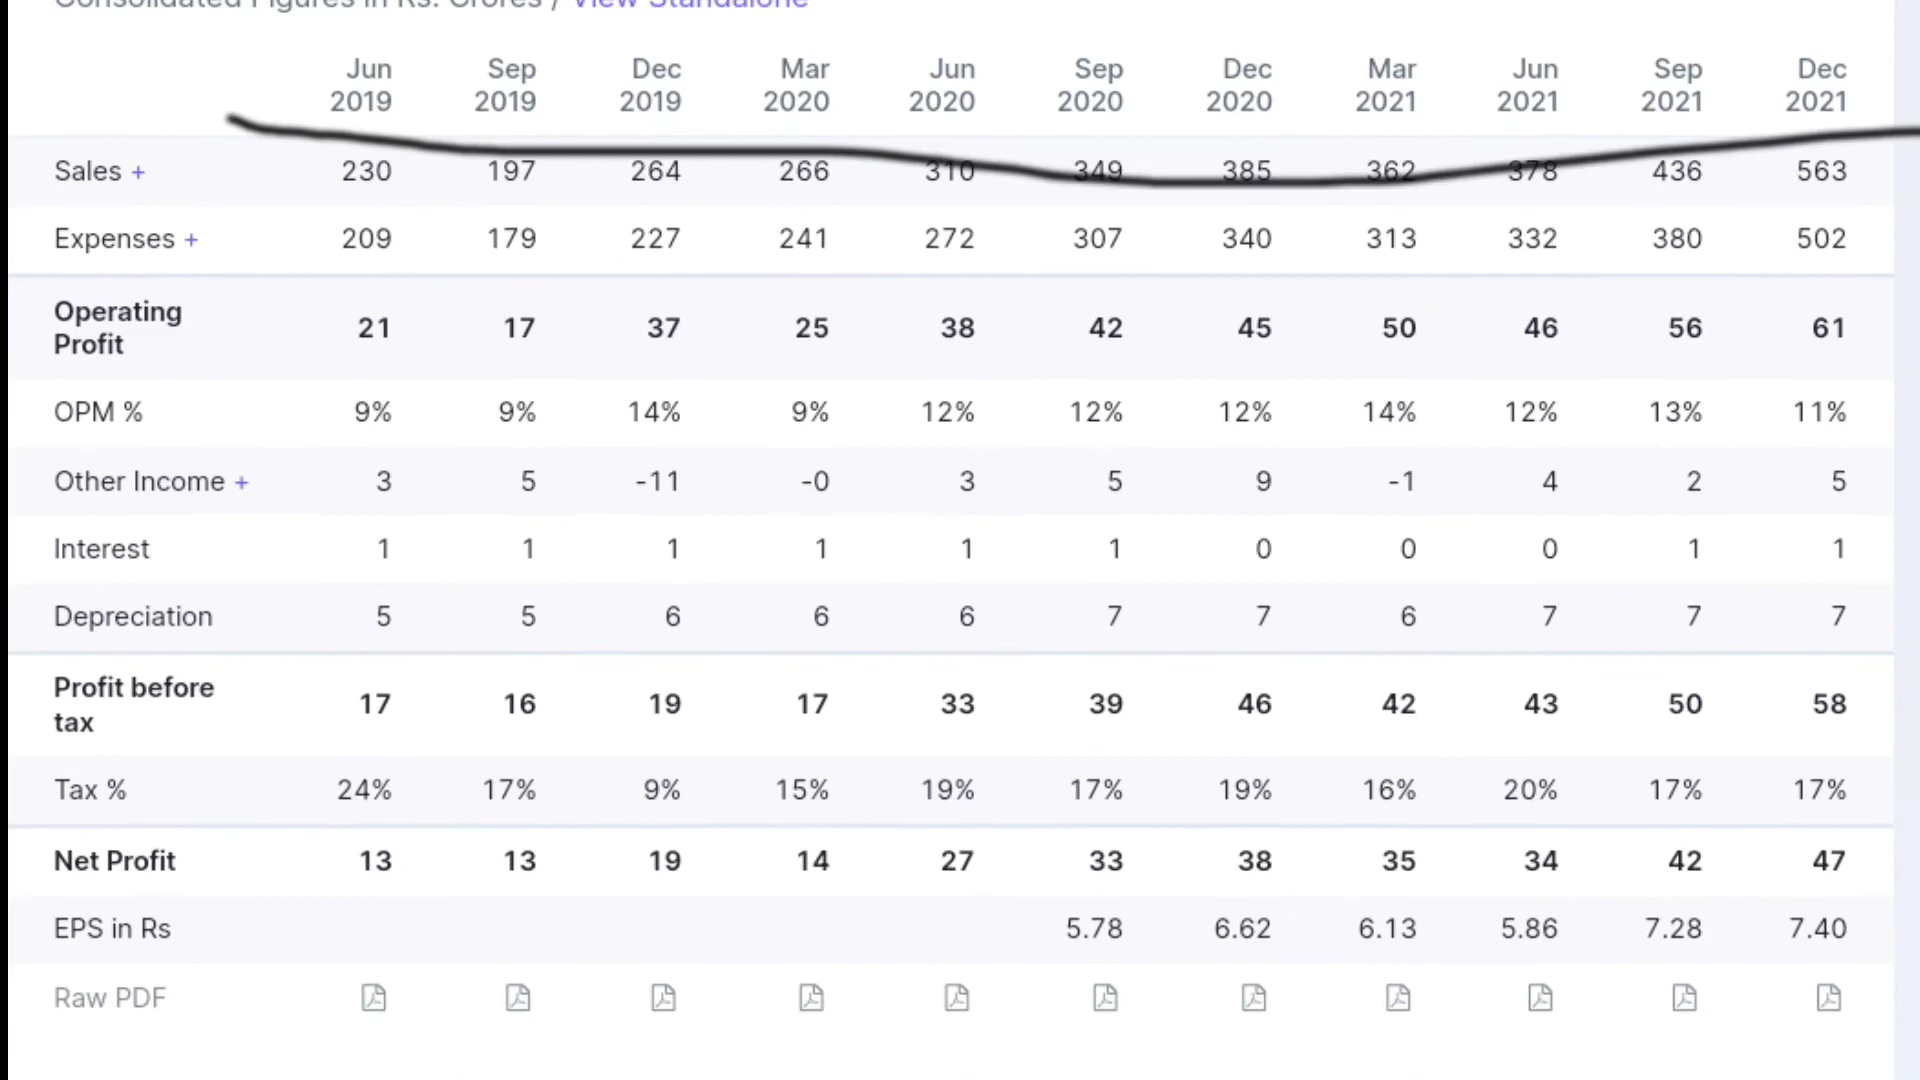 Consolidated Figures in Rs. Crores / View Standalone
Jun 2019 Sep 2019 Dec 2019 Mar 2020 Jun 2020 Sep 2020 Dec 2020 Mar 2021 Jun 2021 Sep 2021 Dec 2021
Sales + 230 197 264 266 310 349 385 362 378 436 563
Expenses + 209 179 227 241 272 307 340 313 332 380 502
Operating Profit 21 17 37 25 38 42 45 50 46 56 61
OPM % 9% 9% 14% 9% 12% 12% 12% 14% 12% 13% 11%
Other Income + 3 5 -11 -0 3 5 9 -1 4 2 5
Interest 1 1 1 1 1 1 0 0 0 1 1
Depreciation 5 5 6 6 6 7 7 6 7 7 7
Profit before tax 17 16 19 17 33 39 46 42 43 50 58
Tax % 24% 17% 9% 15% 19% 17% 19% 16% 20% 17% 17%
Net Profit 13 13 19 14 27 33 38 35 34 42 47
EPS in Rs 5.78 6.62 6.13 5.86 7.28 7.40
Raw PDF